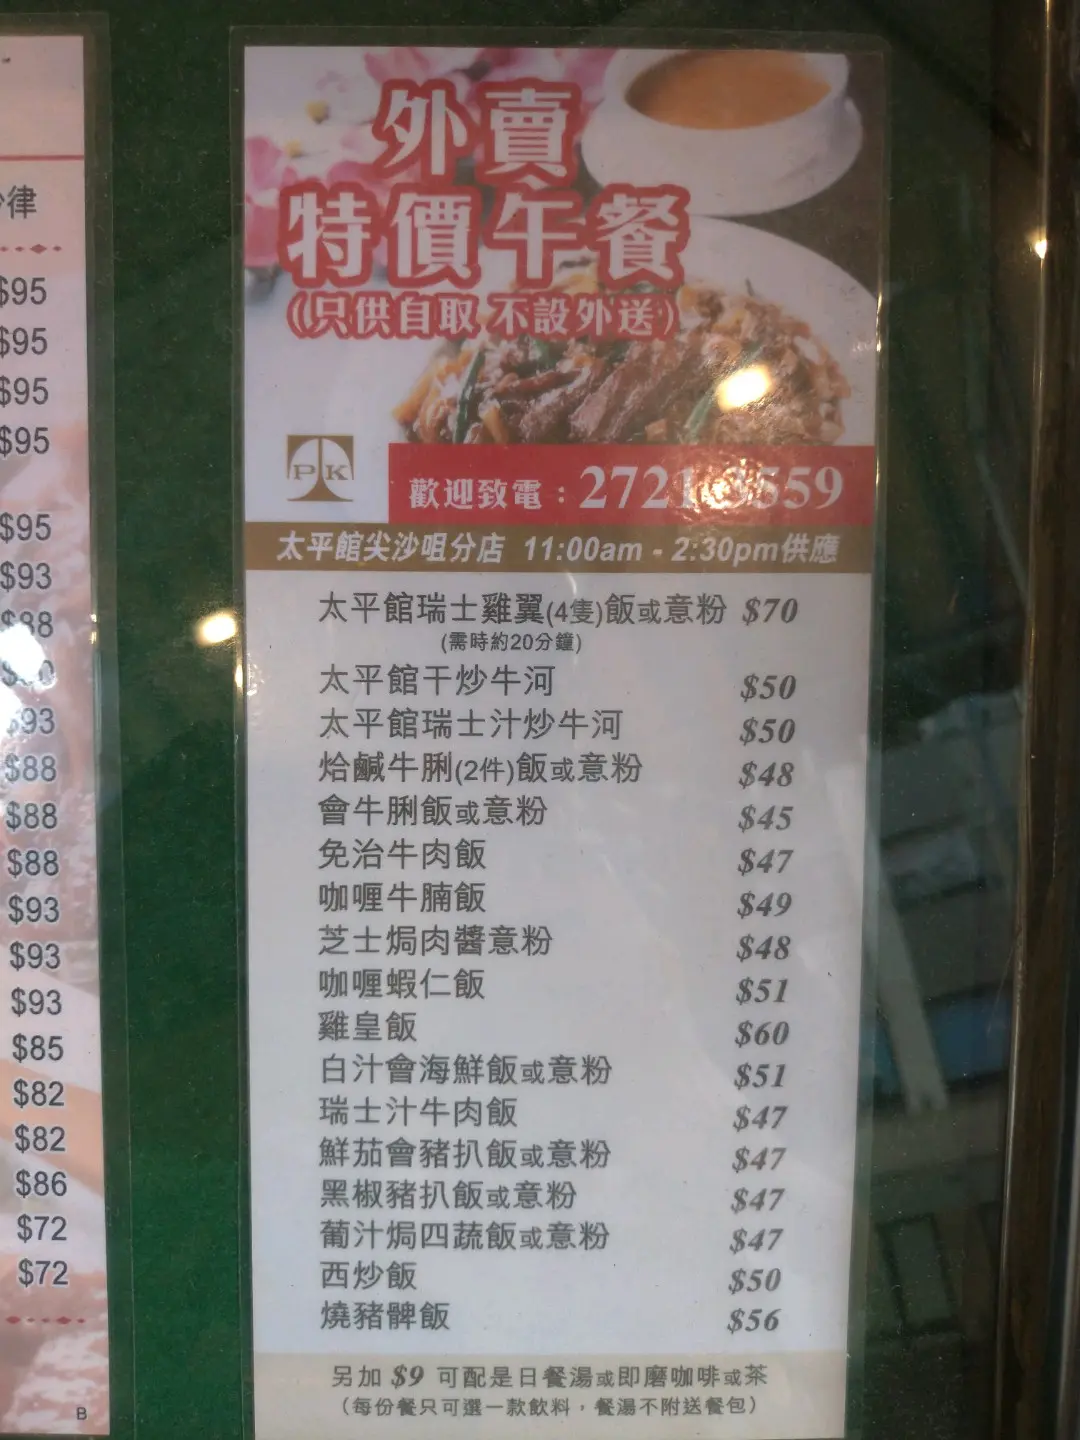 律
$95
$95
$95
$95
$95
$93
$88
$93
$88
$88
$88
$93
$93
$93
$85
$82
$82
$86
$72
$72
B
外賣
特價午餐
(只供自取 不設外送)
PK
歡迎致電：2721 3559
太平館尖沙咀分店 11:00am - 2:30pm供應
太平館瑞士雞翼(4隻)飯或意粉 $70
(需時約20分鐘)
太平館干炒牛河 $50
太平館瑞士汁炒牛河 $50
烚鹹牛脷(2件)飯或意粉 $48
會牛脷飯或意粉 $45
免治牛肉飯 $47
咖喱牛腩飯 $49
芝士焗肉醬意粉 $48
咖喱蝦仁飯 $51
雞皇飯 $60
白汁會海鮮飯或意粉 $51
瑞士汁牛肉飯 $47
鮮茄會豬扒飯或意粉 $47
黑椒豬扒飯或意粉 $47
葡汁焗四蔬飯或意粉 $47
西炒飯 $50
燒豬髀飯 $56
另加 $9 可配是日餐湯或即磨咖啡或茶
(每份餐只可選一款飲料，餐湯不附送餐包)